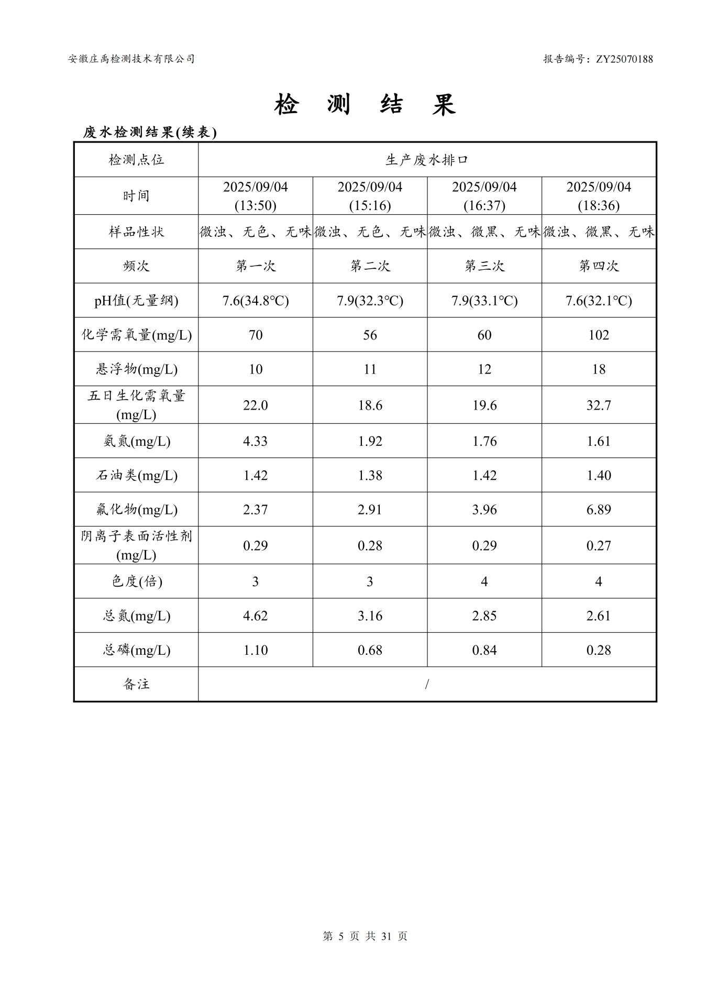 安徽庄禹检测技术有限公司 报告编号：ZY25070188
检 测 结 果
废水检测结果(续表)
检测点位 生产废水排口
时间 2025/09/04 (13:50) 2025/09/04 (15:16) 2025/09/04 (16:37) 2025/09/04 (18:36)
样品性状 微浊、无色、无味 微浊、无色、无味 微浊、微黑、无味 微浊、微黑、无味
频次 第一次 第二次 第三次 第四次
pH值(无量纲) 7.6(34.8℃) 7.9(32.3℃) 7.9(33.1℃) 7.6(32.1℃)
化学需氧量(mg/L) 70 56 60 102
悬浮物(mg/L) 10 11 12 18
五日生化需氧量(mg/L) 22.0 18.6 19.6 32.7
氨氮(mg/L) 4.33 1.92 1.76 1.61
石油类(mg/L) 1.42 1.38 1.42 1.40
氟化物(mg/L) 2.37 2.91 3.96 6.89
阴离子表面活性剂(mg/L) 0.29 0.28 0.29 0.27
色度(倍) 3 3 4 4
总氮(mg/L) 4.62 3.16 2.85 2.61
总磷(mg/L) 1.10 0.68 0.84 0.28
备注 /
第 5 页 共 31 页